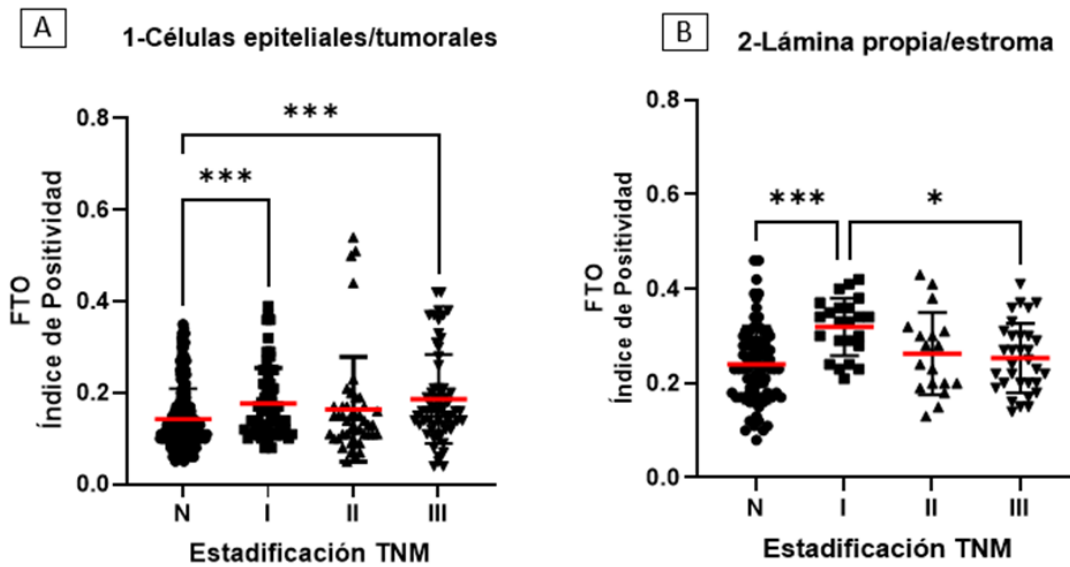 A
1-Células epiteliales/tumorales
FTO
Índice de Positividad
0.8
0.6
0.4
0.2
0.0
***
***
N I II III
Estadificación TNM
B
2-Lámina propia/estroma
FTO
Índice de Positividad
0.8
0.6
0.4
0.2
0.0
***
*
N I II III
Estadificación TNM